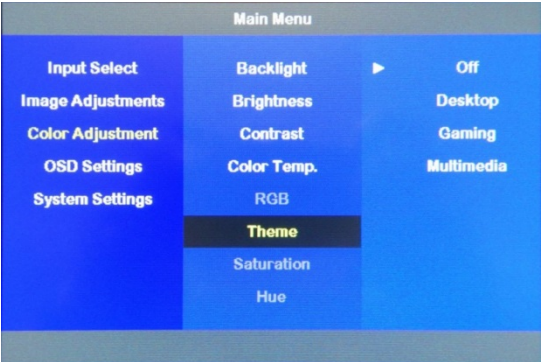 Main Menu
Input Select
Image Adjustments
Color Adjustment
OSD Settings
System Settings
Backlight
Brightness
Contrast
Color Temp.
RGB
Theme
Saturation
Hue
Off
Desktop
Gaming
Multimedia